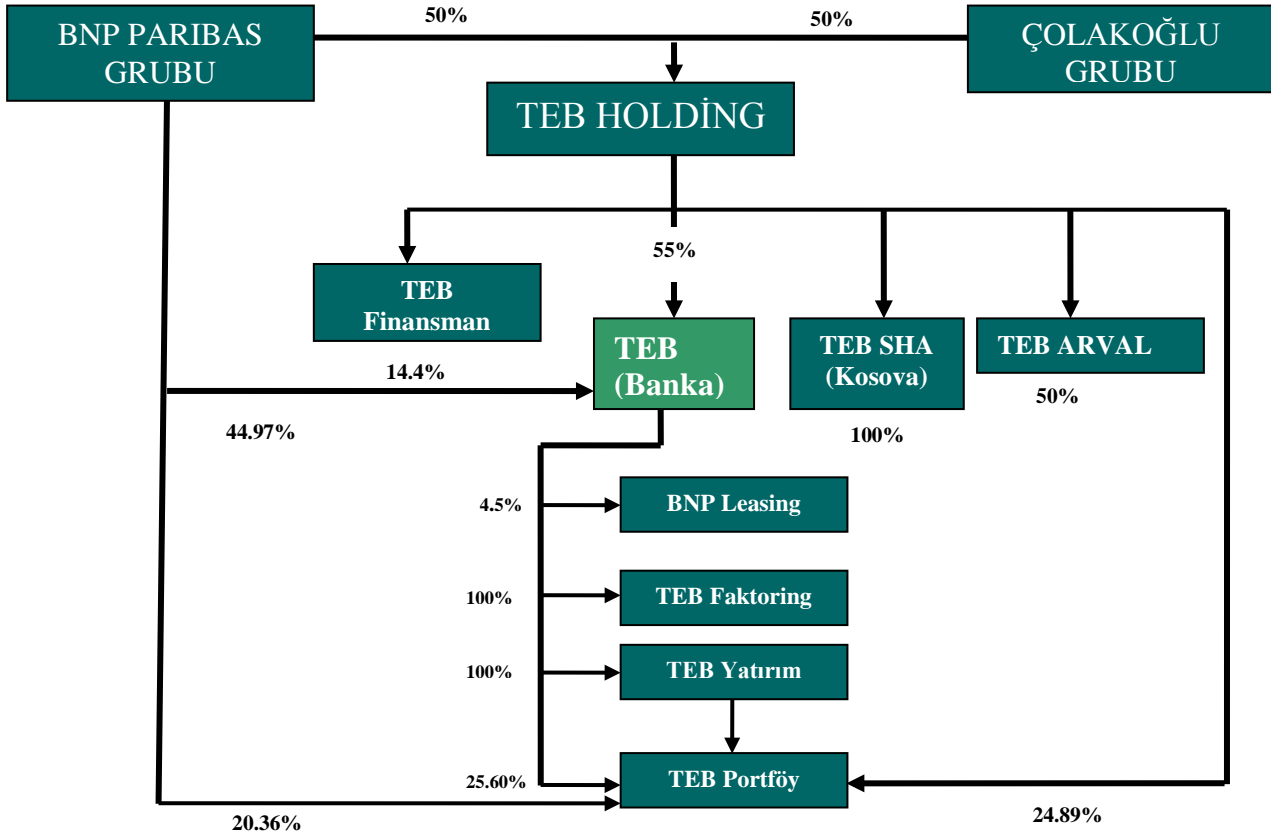 50%
50%
BNP PARIBAS
GRUBU
ÇOLAKOĞLU
GRUBU
TEB HOLDİNG
55%
TEB
Finansman
TEB
(Banka)
TEB SHA
(Kosova)
TEB ARVAL
14.4%
50%
44.97%
100%
4.5%
BNP Leasing
100%
TEB Faktoring
100%
TEB Yatırım
25.60%
TEB Portföy
20.36%
24.89%